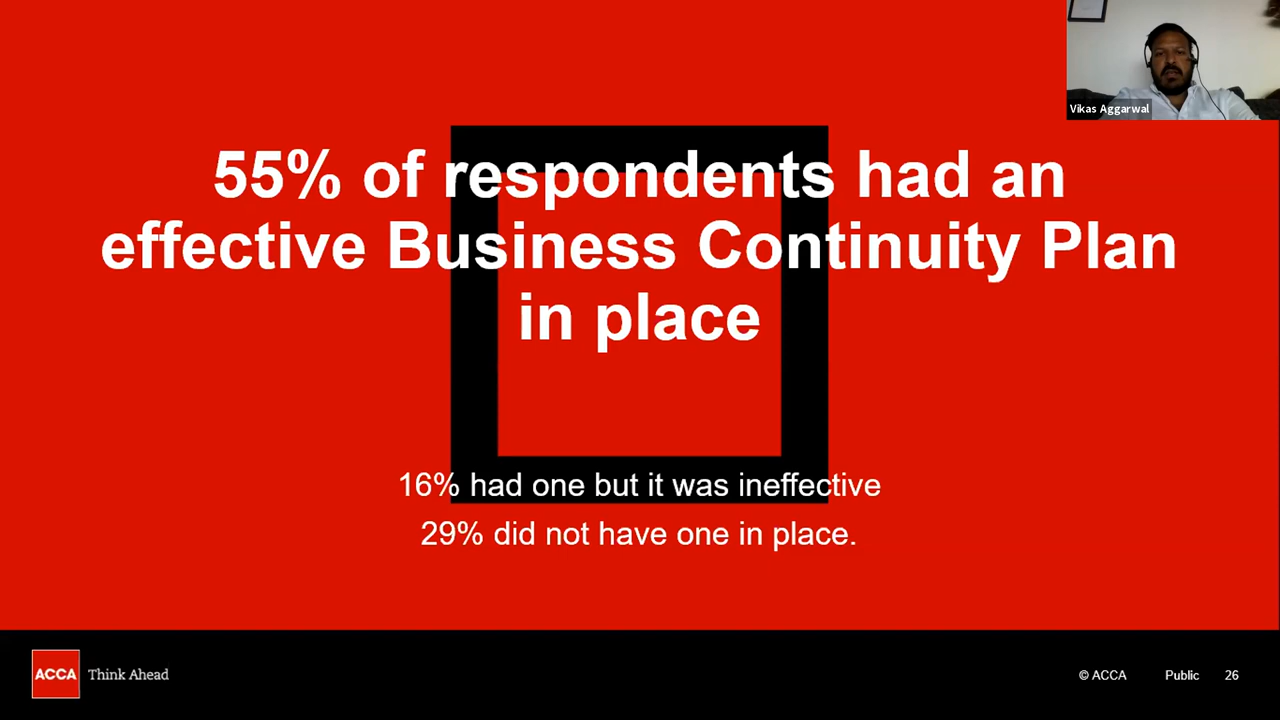 Vikas Aggarwal
55% of respondents had an
effective Business Continuity Plan
in place
16% had one but it was ineffective
29% did not have one in place.
ACCA Think Ahead
© ACCA Public 26